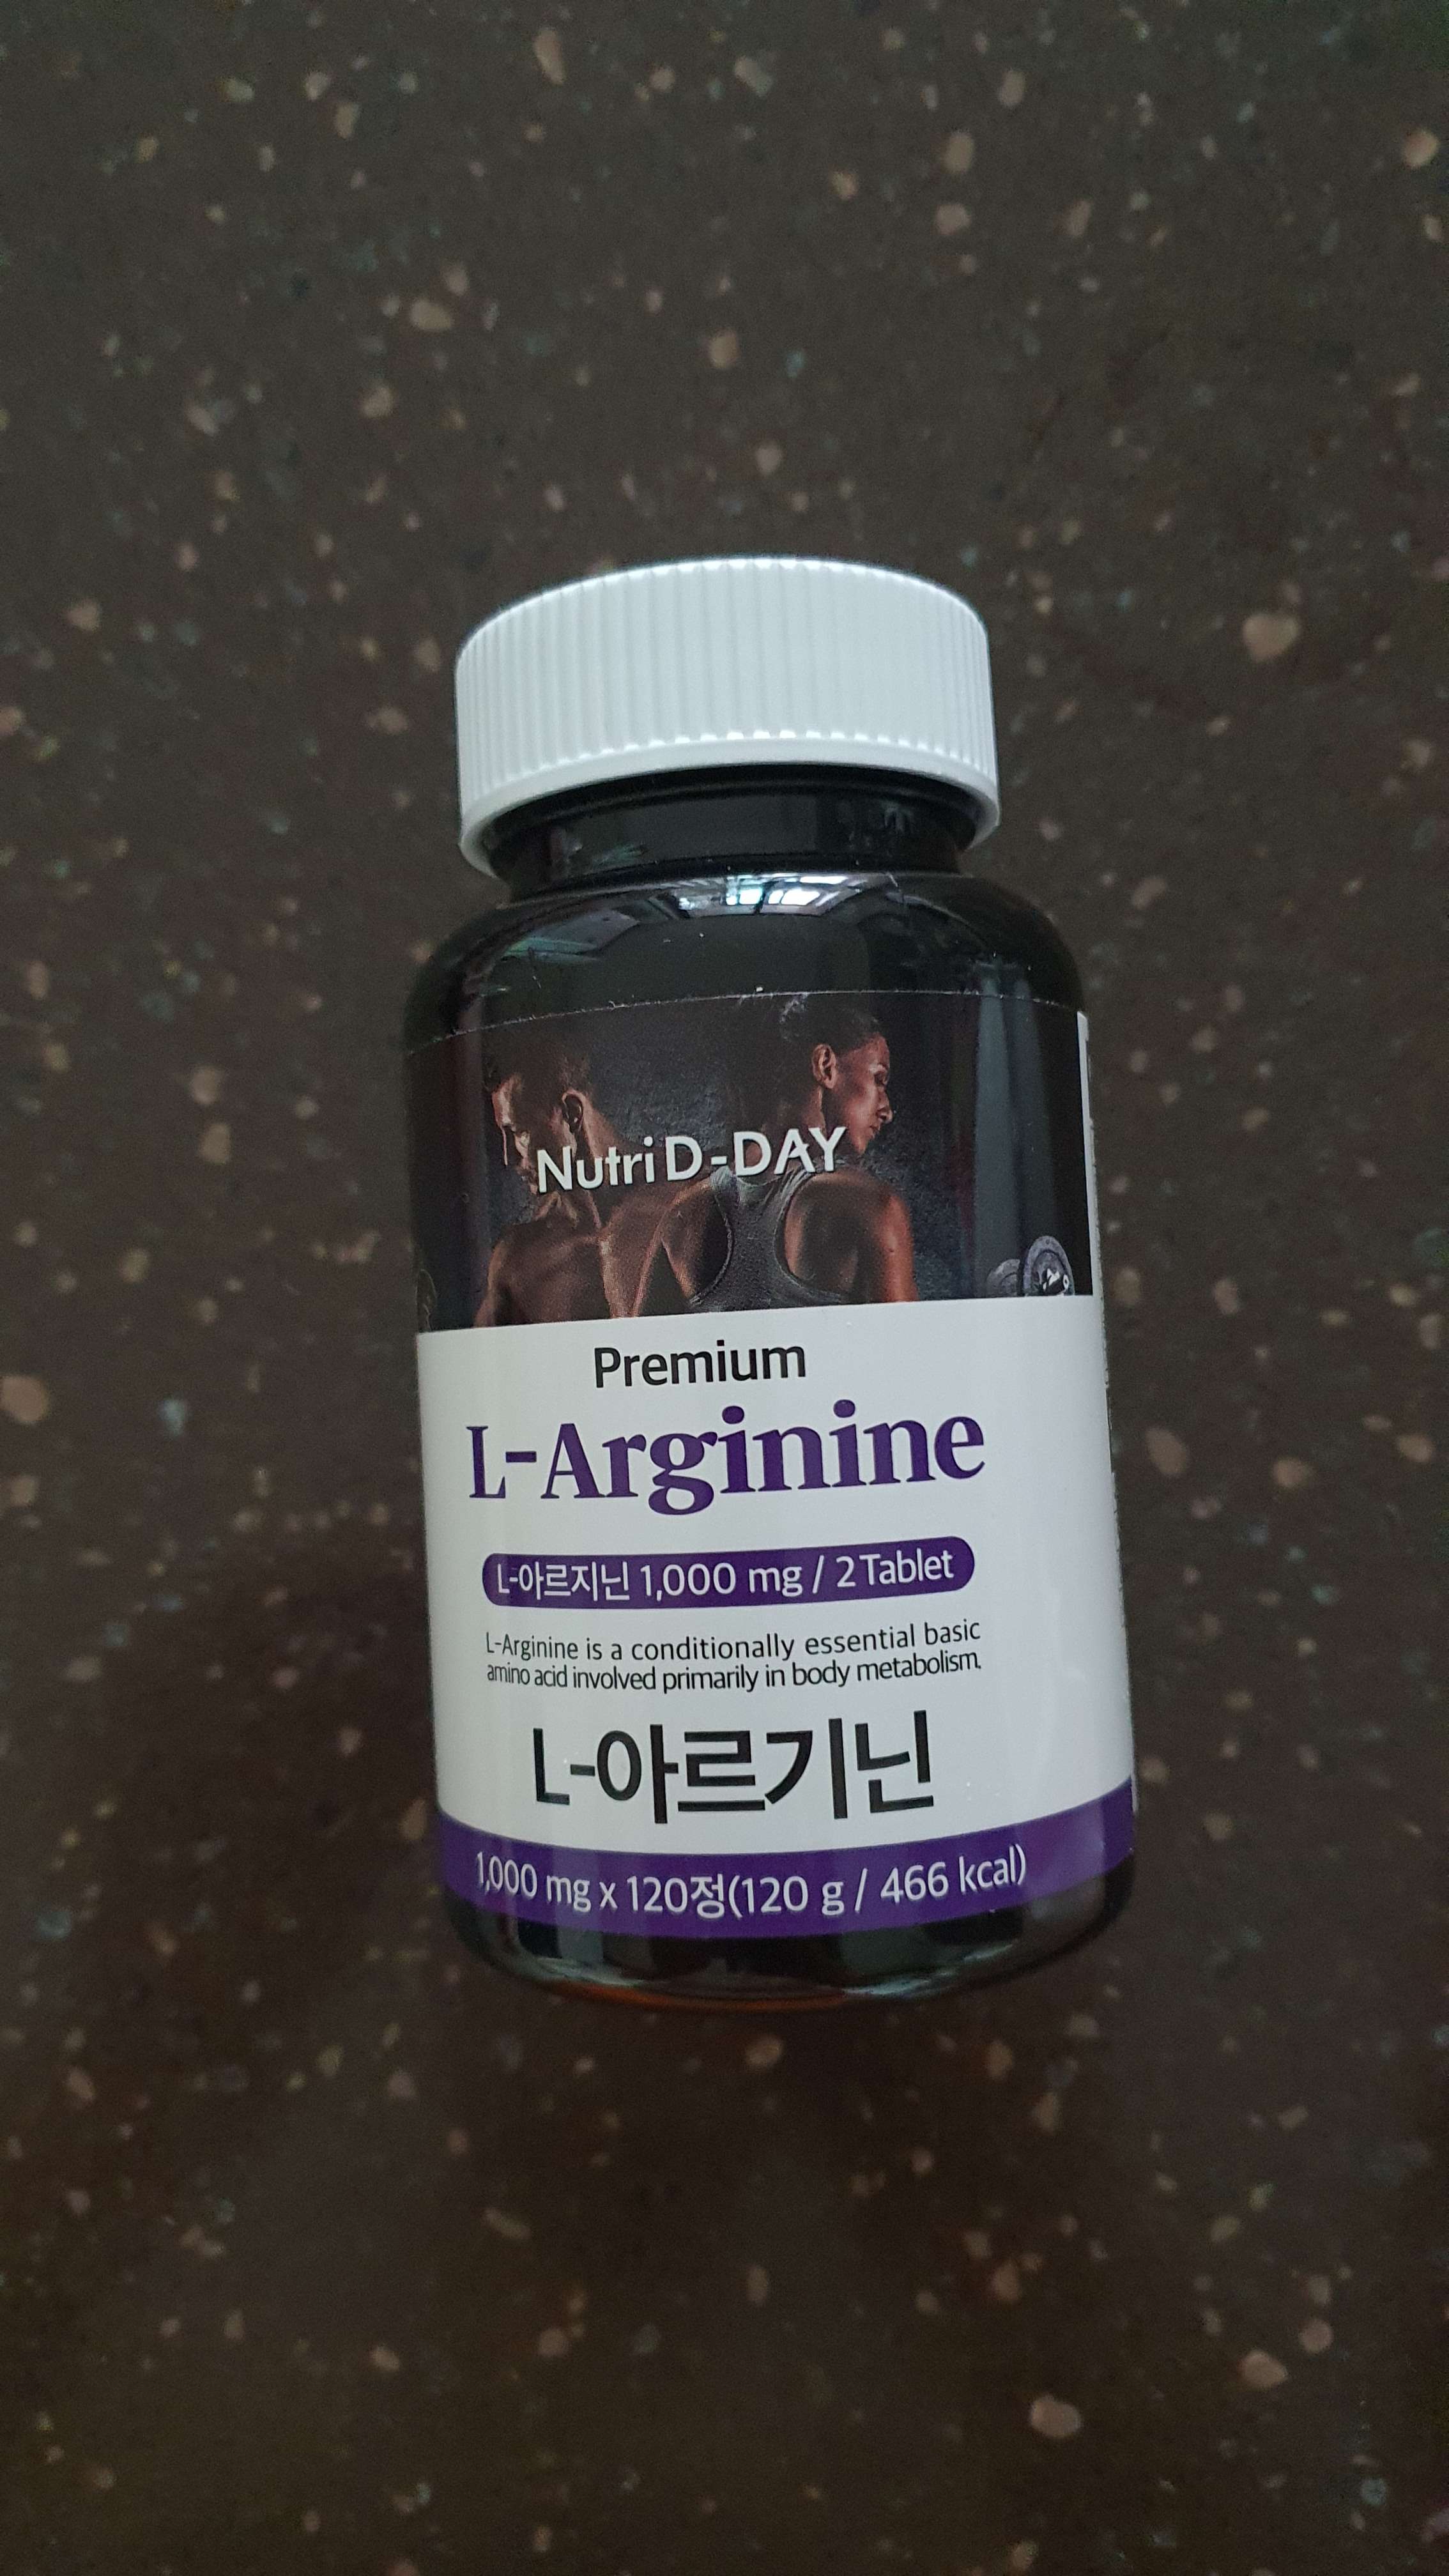 Nutri D-DAY
Premium
L-Arginine
L-아르지닌 1,000 mg / 2 Tablet
L-Arginine is a conditionally essential basic
amino acid involved primarily in body metabolism.
L-아르기닌
1,000 mg x 120정(120 g / 466 kcal)